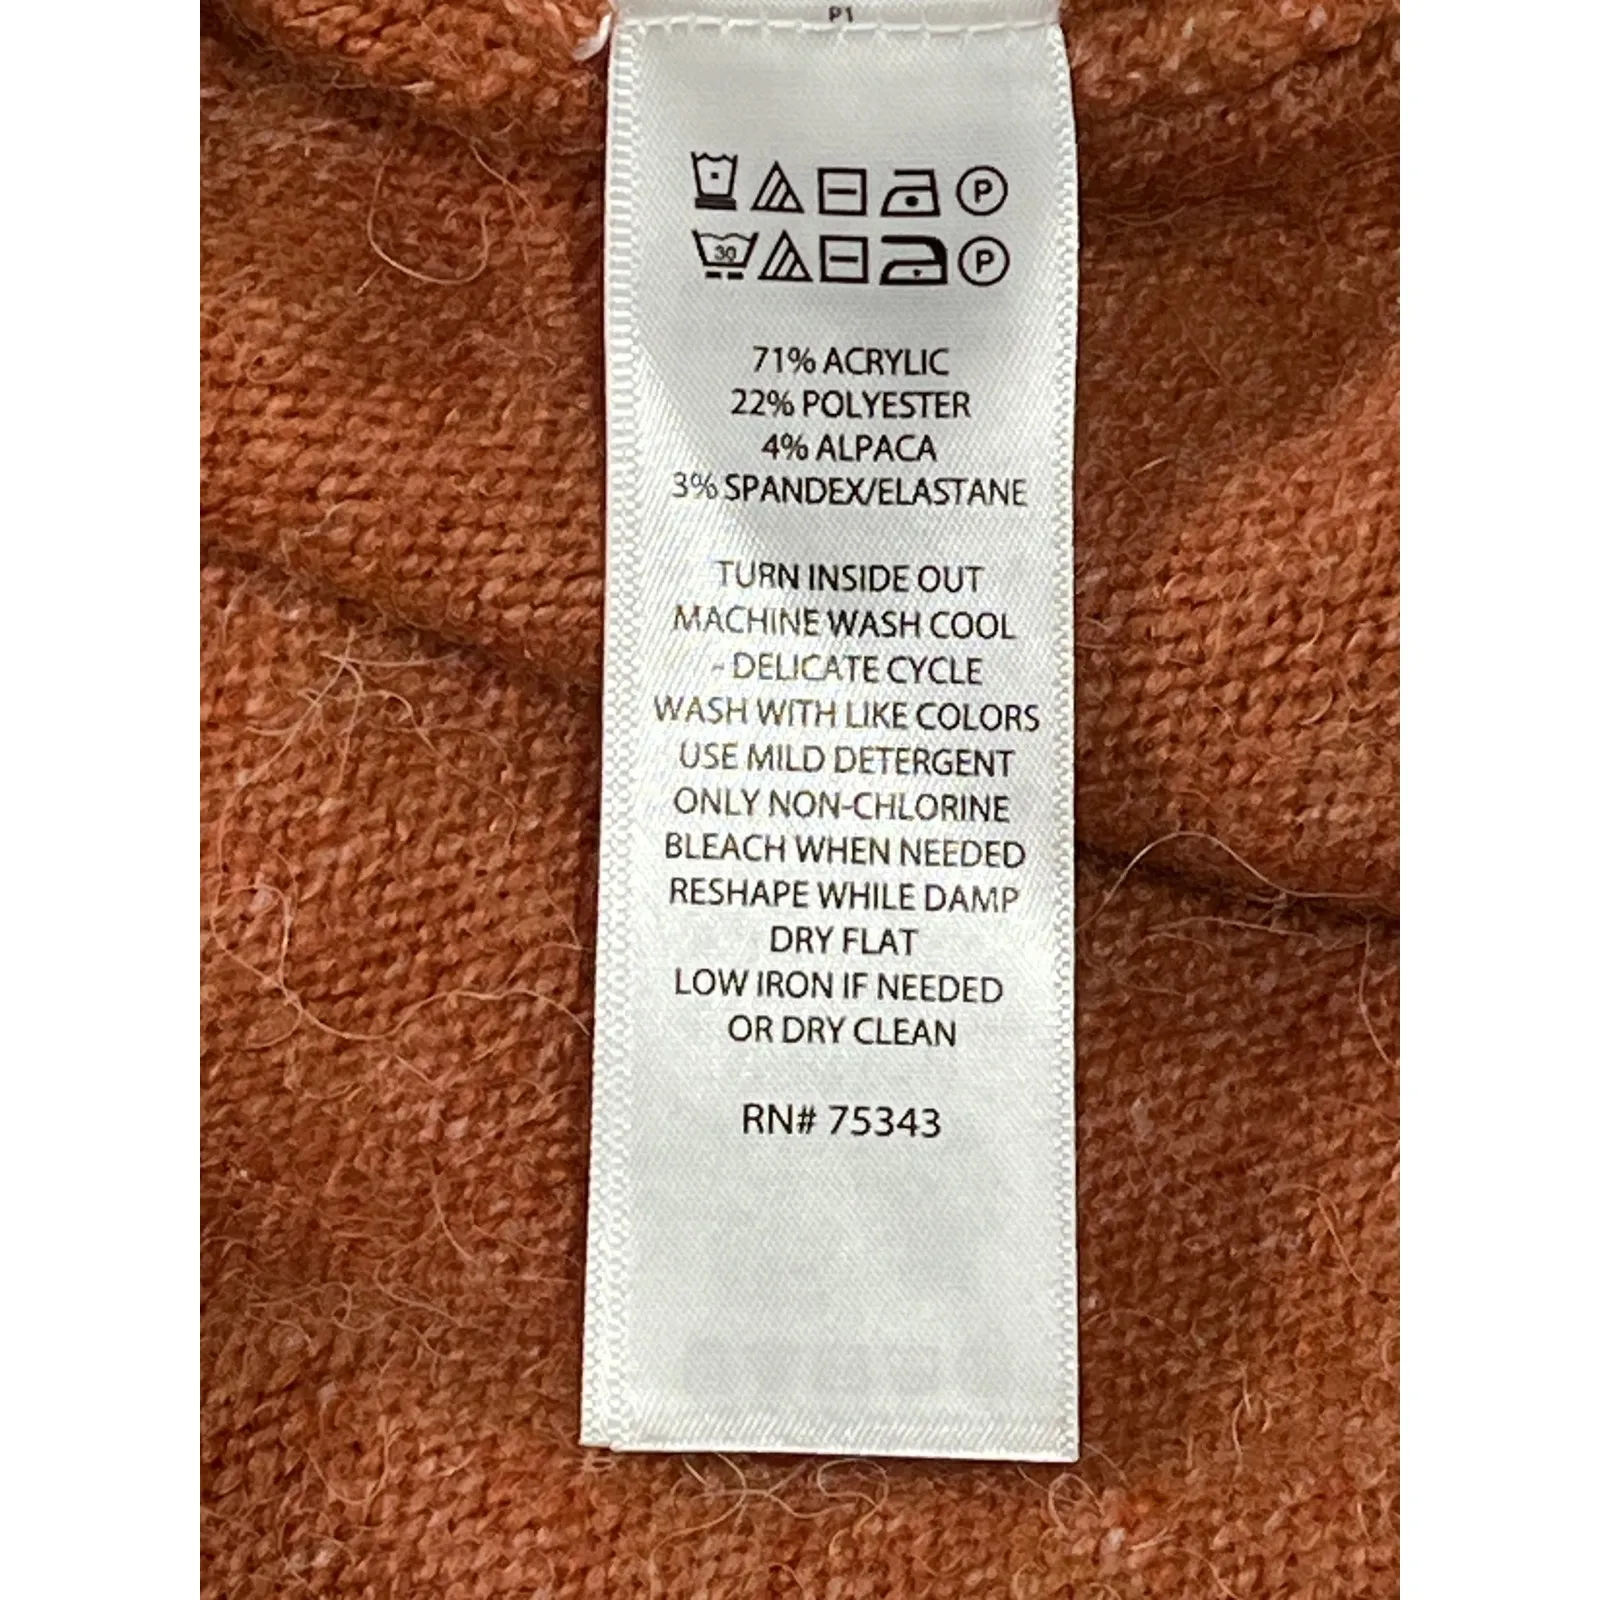 P1
P
30 P
71% ACRYLIC
22% POLYESTER
4% ALPACA
3% SPANDEX/ELASTANE
TURN INSIDE OUT
MACHINE WASH COOL
- DELICATE CYCLE
WASH WITH LIKE COLORS
USE MILD DETERGENT
ONLY NON-CHLORINE
BLEACH WHEN NEEDED
RESHAPE WHILE DAMP
DRY FLAT
LOW IRON IF NEEDED
OR DRY CLEAN
RN# 75343